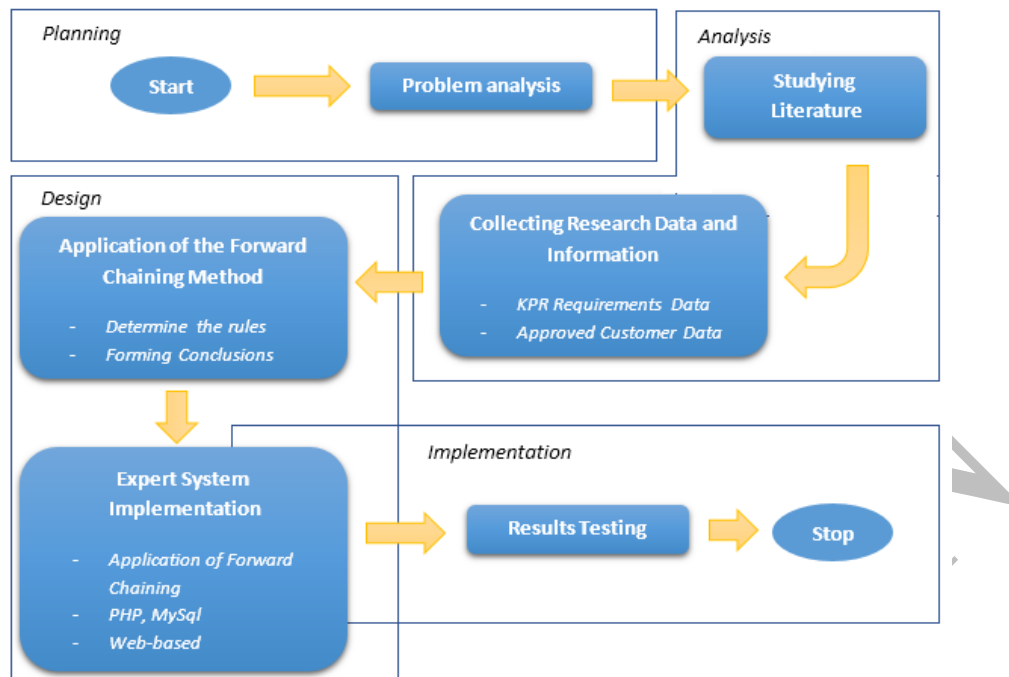 Planning
Start
Problem analysis
Analysis
Studying
Literature
Collecting Research Data and
Information
- KPR Requirements Data
- Approved Customer Data
Design
Application of the Forward
Chaining Method
- Determine the rules
- Forming Conclusions
Expert System
Implementation
- Application of Forward
Chaining
- PHP, MySql
- Web-based
Implementation
Results Testing
Stop